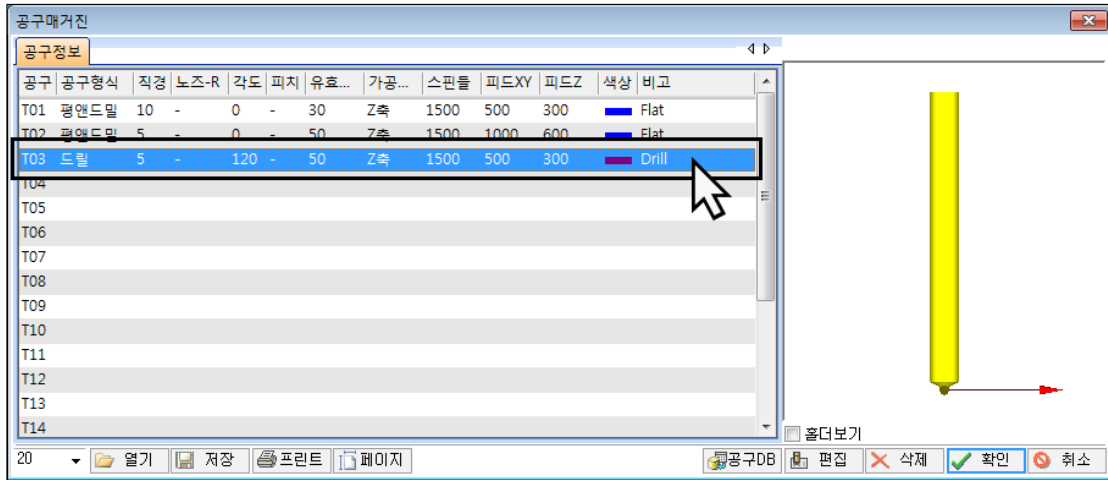 공구매거진
공구정보
공구 공구형식 직경 노즈-R 각도 피치 유효... 가공... 스핀들 피드XY 피드Z 색상 비고
T01 평앤드밀 10 - 0 - 30 Z축 1500 500 300 Flat
T02 평앤드밀 5 - 0 - 50 Z축 1500 1000 600 Flat
T03 드릴 5 - 120 - 50 Z축 1500 500 300 Drill
T04
T05
T06
T07
T08
T09
T10
T11
T12
T13
T14
홀더보기
20 열기 저장 프린트 페이지 공구DB 편집 삭제 확인 취소